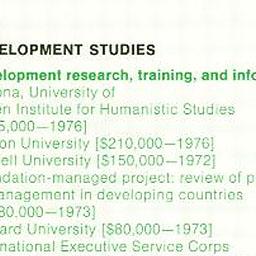 ELOPMENT STUDIES
elopment research, training, and info
ona, University of
en Institute for Humanistic Studies
5,000—1976]
on University [$210,000—1976]
ell University [$150,000—1972]
ndation-managed project: review of p
anagement in developing countries
80,000—1973]
ard University [$80,000—1973]
national Executive Service Corps